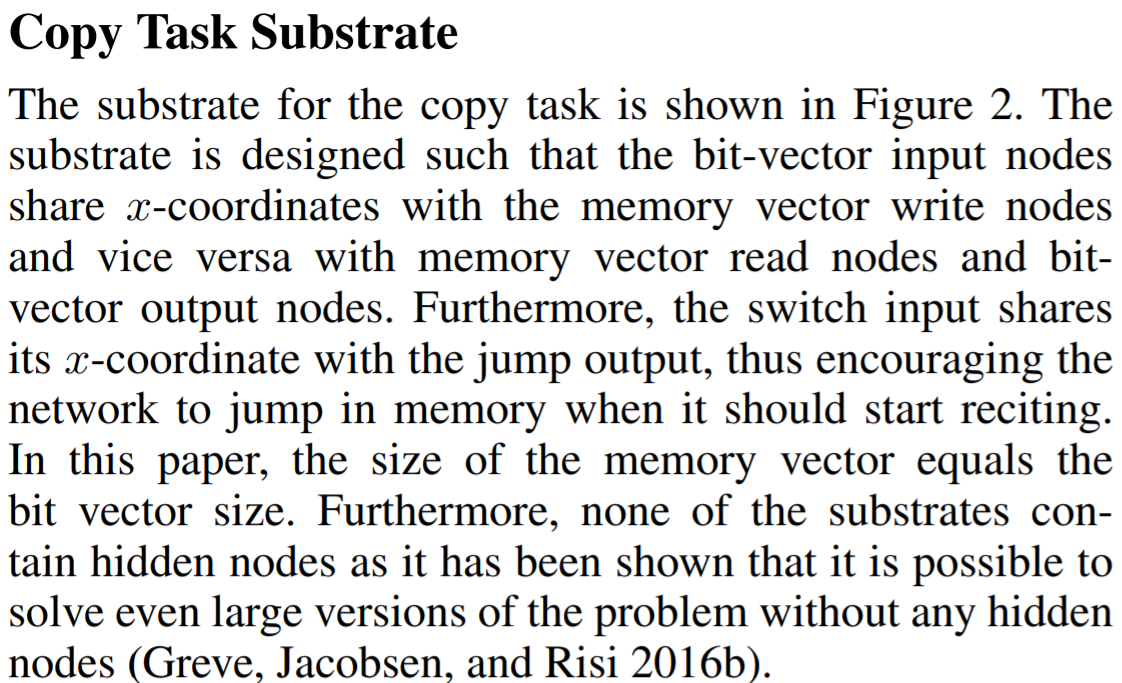 Copy Task Substrate
The substrate for the copy task is shown in Figure 2. The
substrate is designed such that the bit-vector input nodes
share x-coordinates with the memory vector write nodes
and vice versa with memory vector read nodes and bit-
vector output nodes. Furthermore, the switch input shares
its x-coordinate with the jump output, thus encouraging the
network to jump in memory when it should start reciting.
In this paper, the size of the memory vector equals the
bit vector size. Furthermore, none of the substrates con-
tain hidden nodes as it has been shown that it is possible to
solve even large versions of the problem without any hidden
nodes (Greve, Jacobsen, and Risi 2016b).